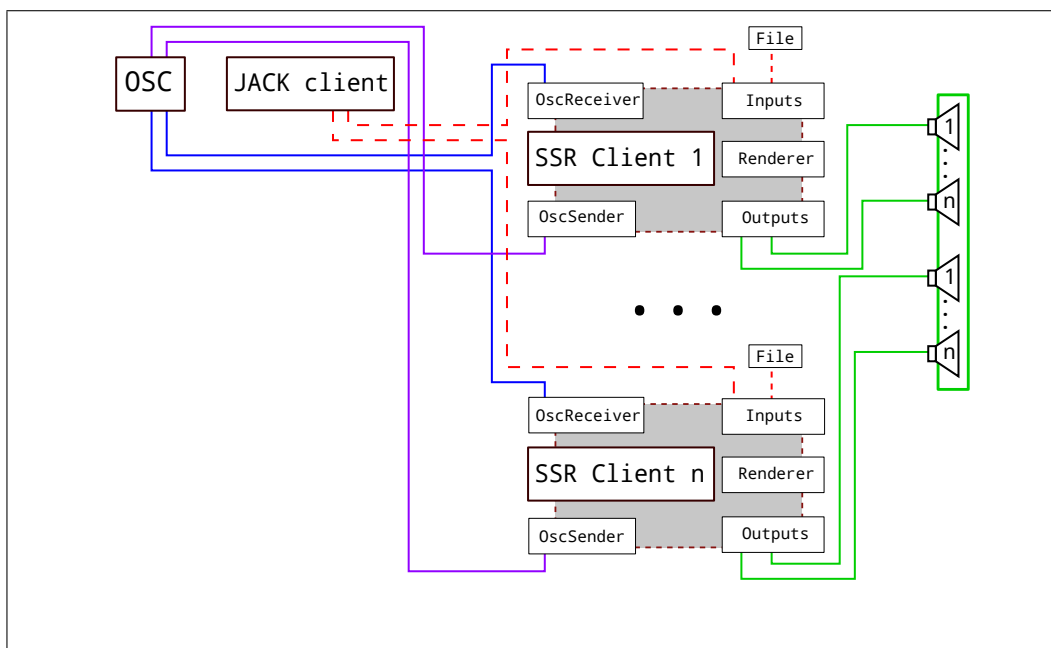 File
OSC
JACK client
OscReceiver
Inputs
SSR Client 1
Renderer
OscSender
Outputs
1
n
1
n
File
OscReceiver
Inputs
SSR Client n
Renderer
OscSender
Outputs